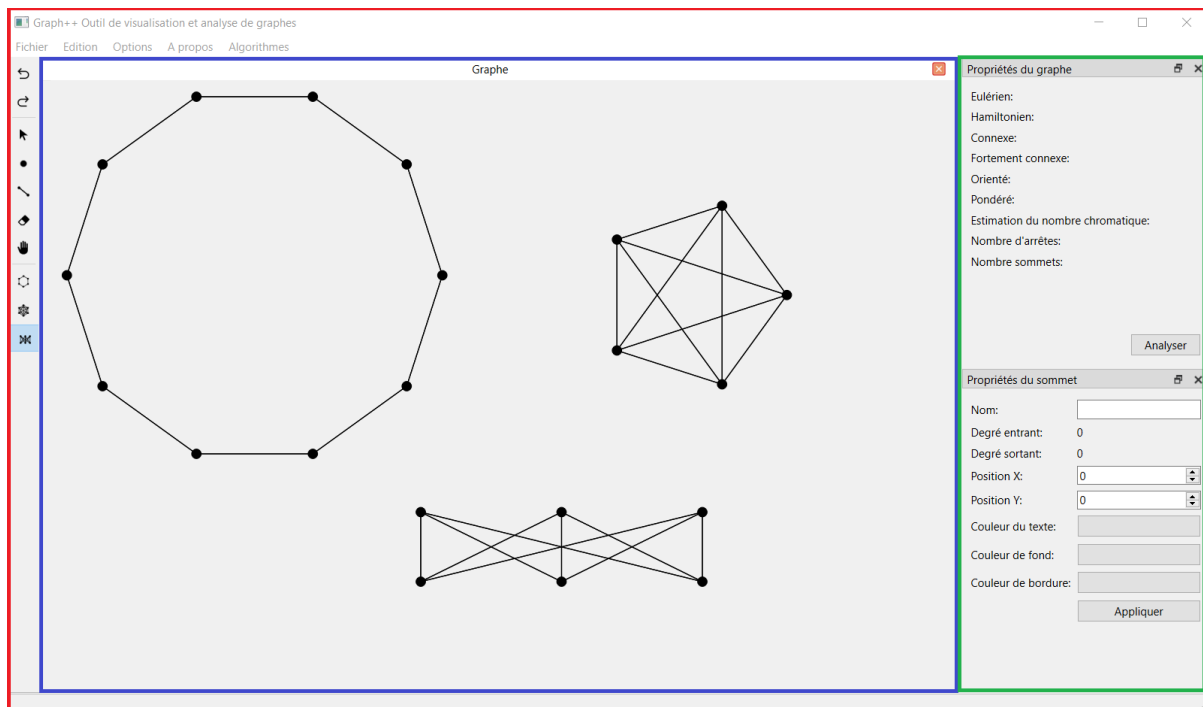 Graph++ Outil de visualisation et analyse de graphes
Fichier Edition Options A propos Algorithmes
Graphe
Propriétés du graphe
Eulérien:
Hamiltonien:
Connexe:
Fortement connexe:
Orienté:
Pondéré:
Estimation du nombre chromatique:
Nombre d'arrêtes:
Nombre sommets:
Analyser
Propriétés du sommet
Nom:
Degré entrant: 0
Degré sortant: 0
Position X: 0
Position Y: 0
Couleur du texte:
Couleur de fond:
Couleur de bordure:
Appliquer